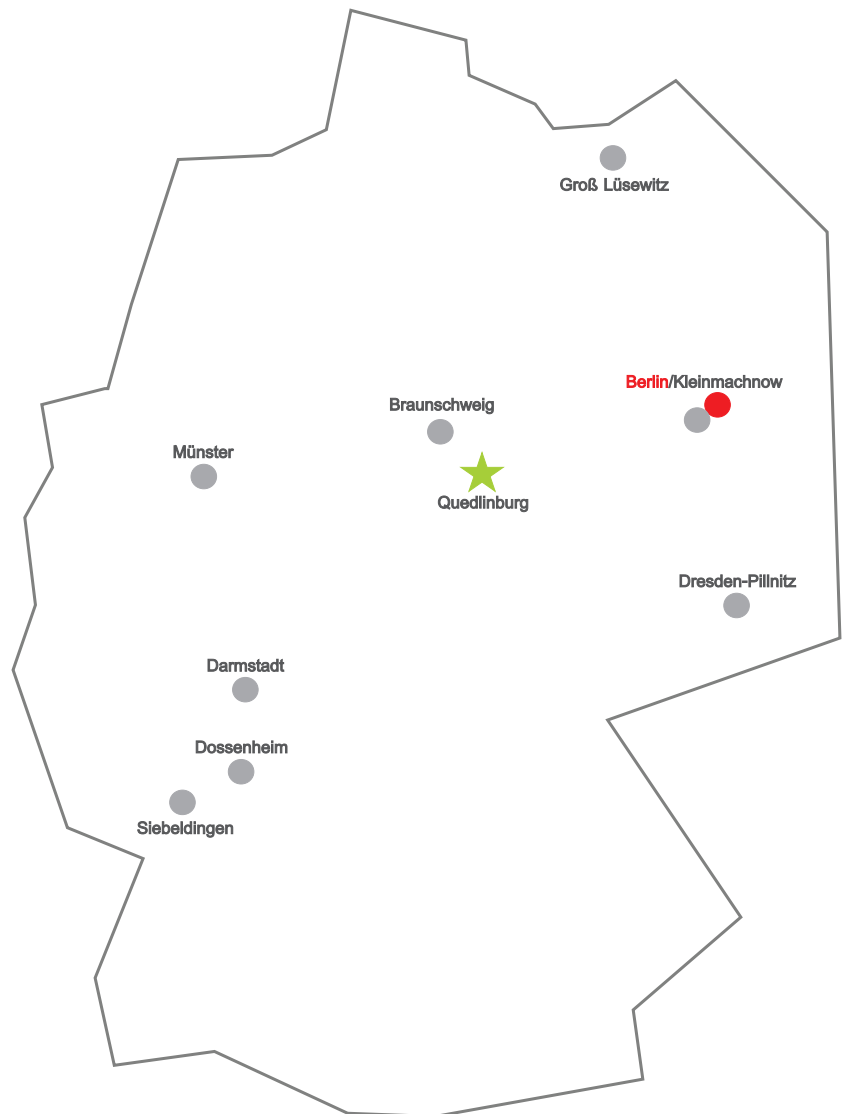 Groß Lüsewitz
Berlin/Kleinmachnow
Braunschweig
Münster
Quedlinburg
Dresden-Pillnitz
Darmstadt
Dossenheim
Siebeldingen